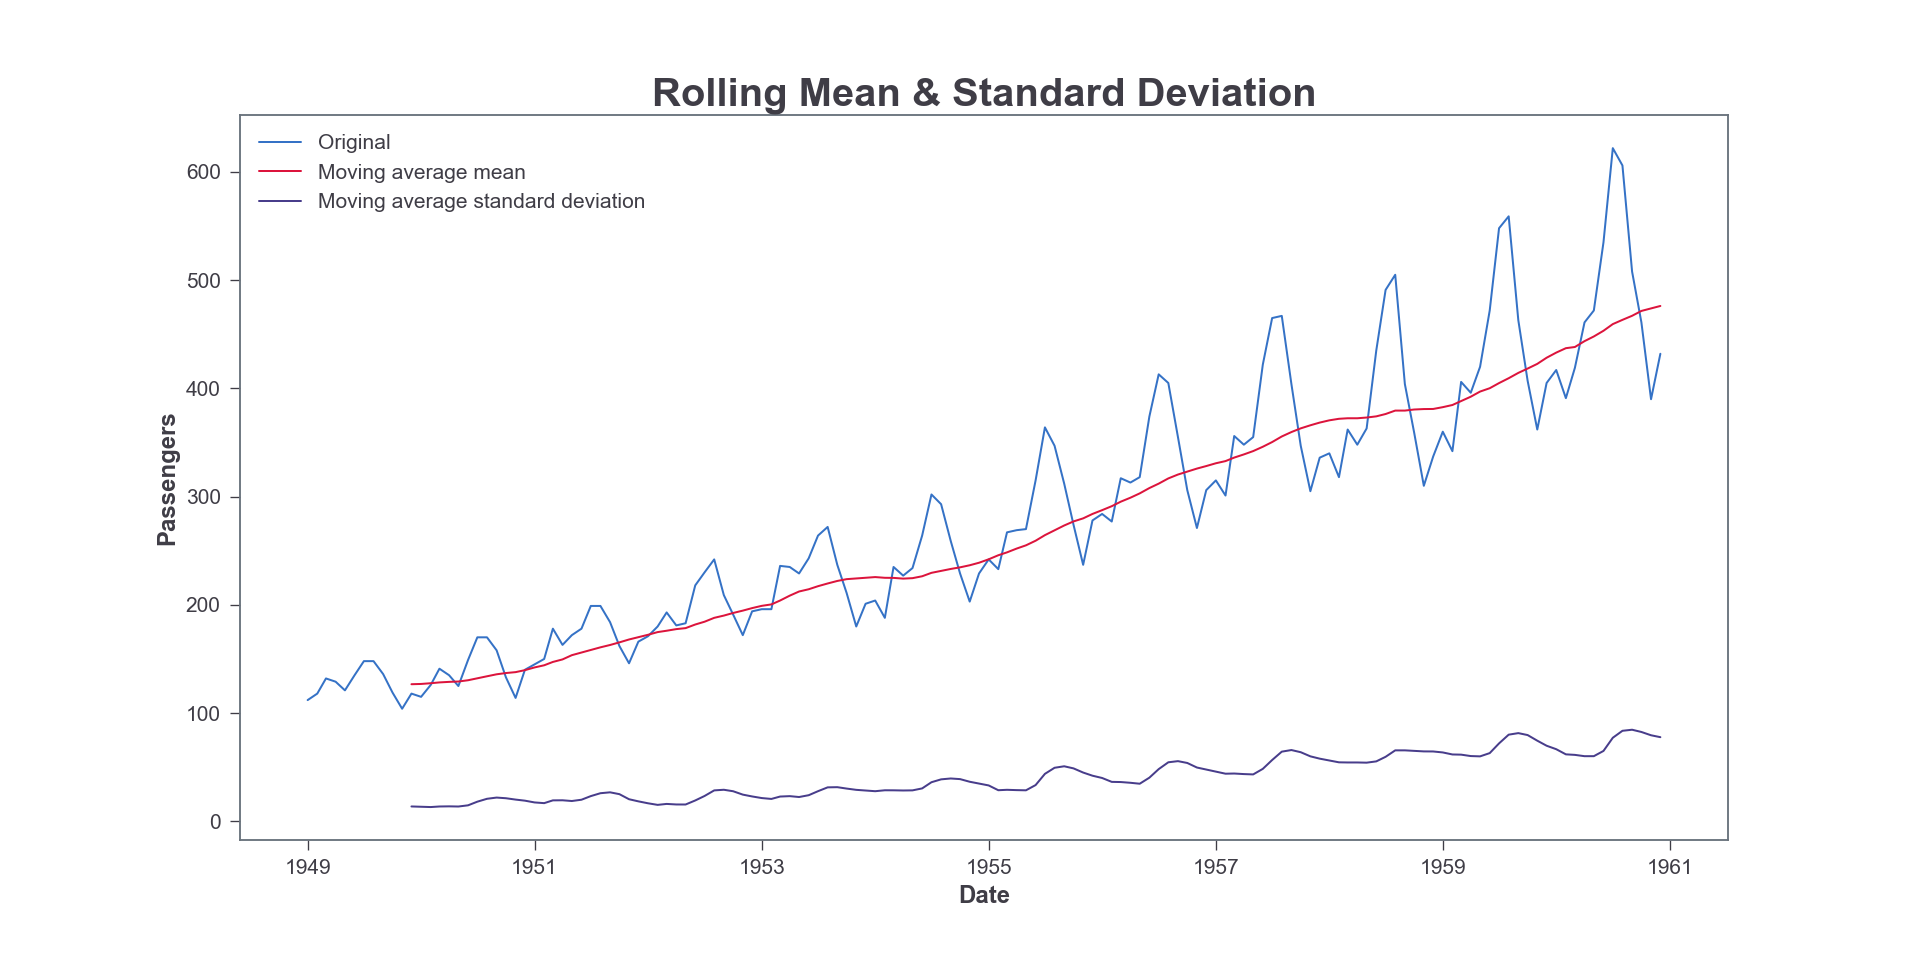 Rolling Mean & Standard Deviation
Original
Moving average mean
Moving average standard deviation
600
500
400
300
200
100
0
Passengers
1949 1951 1953 1955 1957 1959 1961
Date